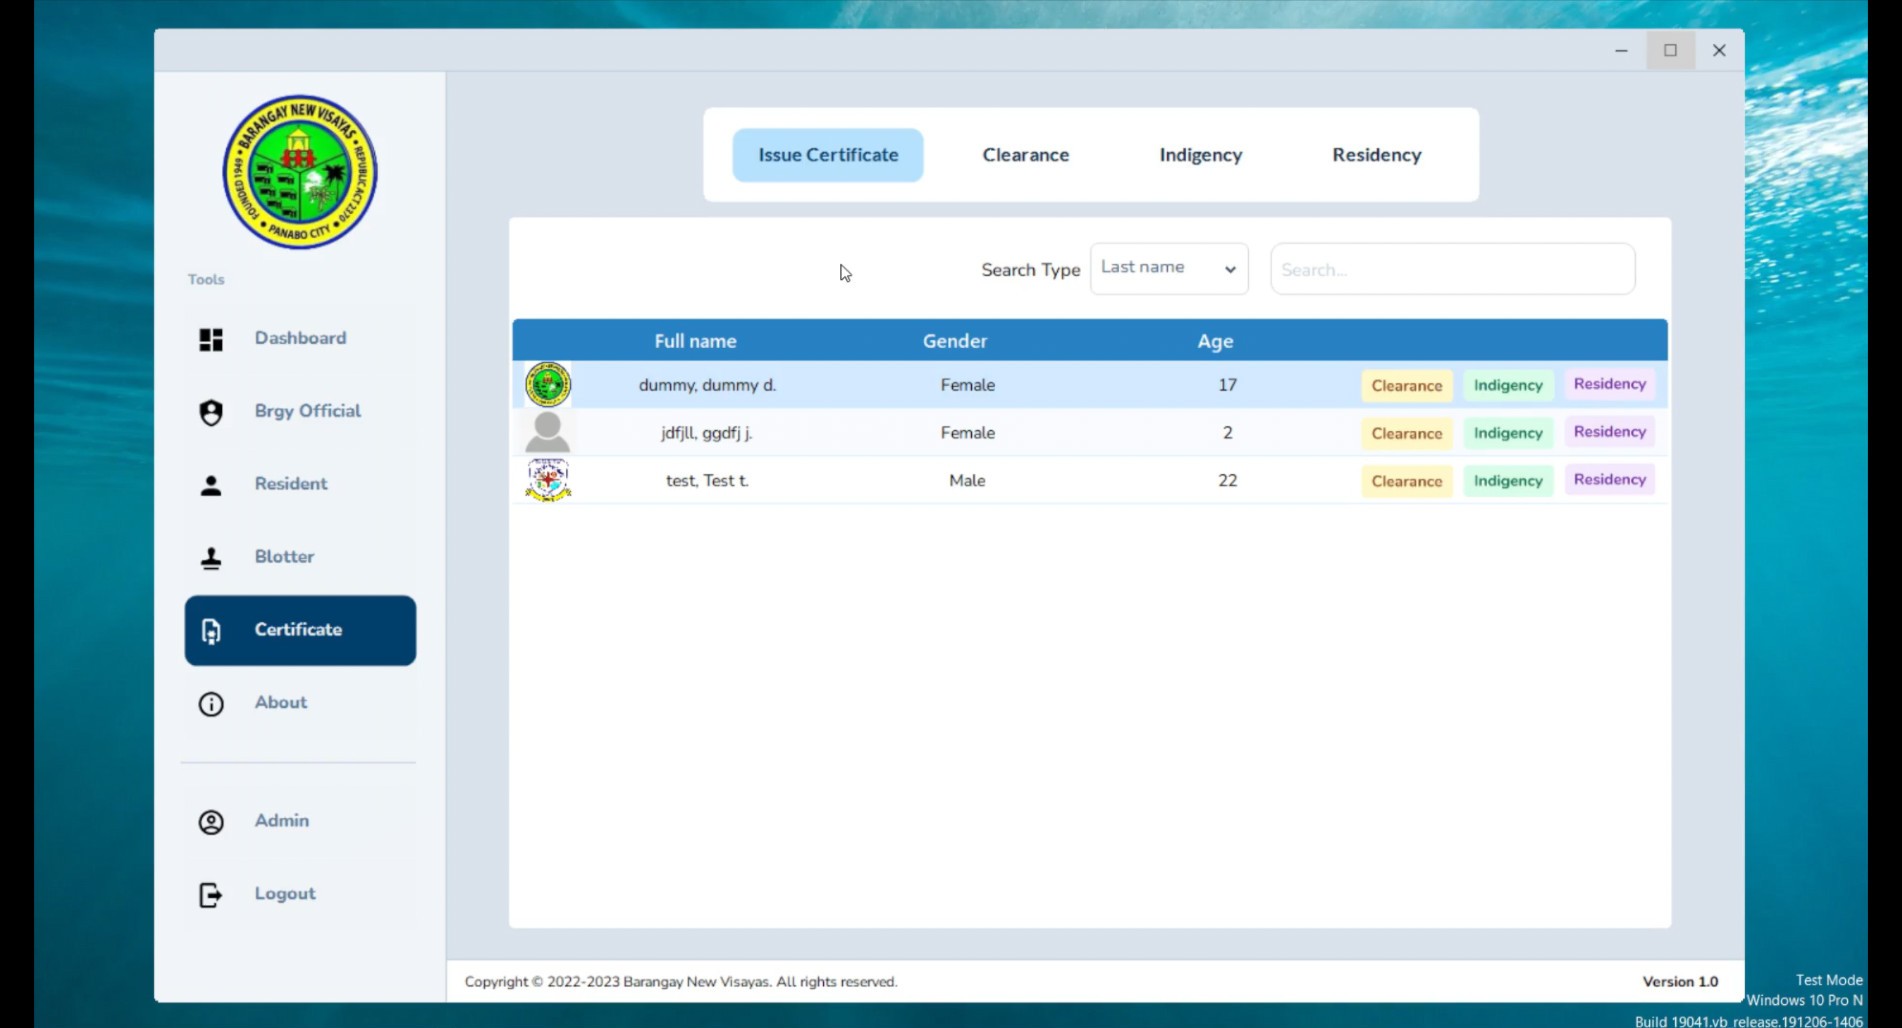 BARANGAY NEW VISAYAS
FOUNDED 1949
REPUBLIC ACT 2370
PANABO CITY
Tools
Dashboard
Brgy Official
Resident
Blotter
Certificate
About
Admin
Logout
Issue Certificate Clearance Indigency Residency
Search Type Last name Search...
Full name Gender Age
dummy, dummy d. Female 17 Clearance Indigency Residency
jdfjll, ggdfj j. Female 2 Clearance Indigency Residency
test, Test t. Male 22 Clearance Indigency Residency
Copyright © 2022-2023 Barangay New Visayas. All rights reserved. Version 1.0
Test Mode
Windows 10 Pro N
Build 19041.vb_release.191206-1406